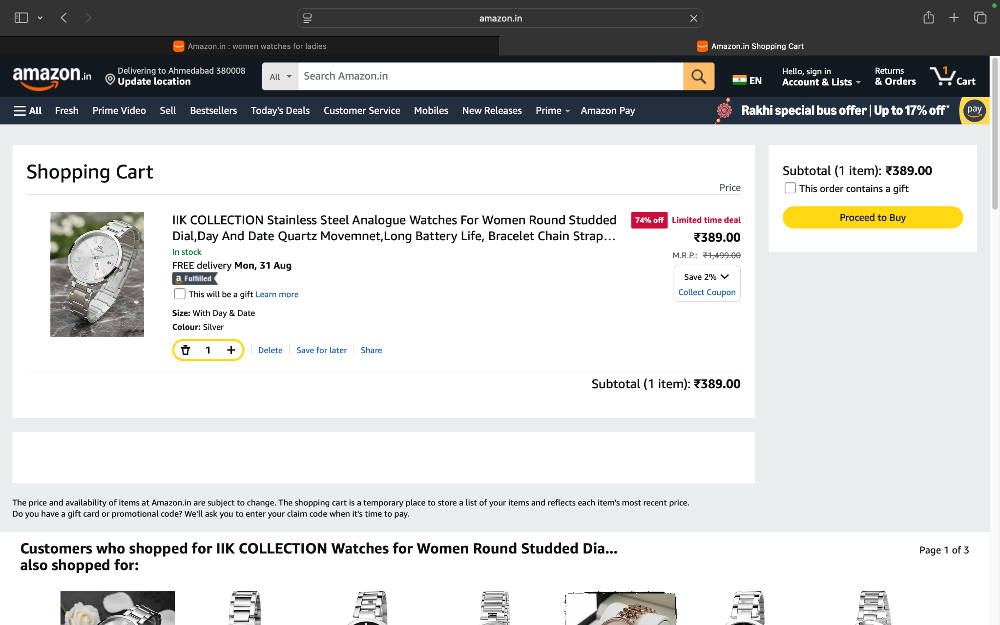 amazon.in
Amazon.in : women watches for ladies
Amazon.in Shopping Cart
amazon.in
Delivering to Ahmedabad 380008
Update location
All
Search Amazon.in
EN
Hello, sign in
Account & Lists
Returns
& Orders
1
Cart
All
Fresh
Prime Video
Sell
Bestsellers
Today's Deals
Customer Service
Mobiles
New Releases
Prime
Amazon Pay
Rakhi special bus offer | Up to 17% off*
pay
Shopping Cart
Price
IIK COLLECTION Stainless Steel Analogue Watches For Women Round Studded
Dial,Day And Date Quartz Movemnet,Long Battery Life, Bracelet Chain Strap…
74% off
Limited time deal
₹389.00
M.R.P.: ₹1,499.00
Save 2%
Collect Coupon
In stock
FREE delivery Mon, 31 Aug
a Fulfilled
This will be a gift Learn more
Size: With Day & Date
Colour: Silver
1
Delete
Save for later
Share
Subtotal (1 item): ₹389.00
Subtotal (1 item): ₹389.00
This order contains a gift
Proceed to Buy
The price and availability of items at Amazon.in are subject to change. The shopping cart is a temporary place to store a list of your items and reflects each item's most recent price.
Do you have a gift card or promotional code? We'll ask you to enter your claim code when it's time to pay.
Customers who shopped for IIK COLLECTION Watches for Women Round Studded Dia...
also shopped for:
Page 1 of 3